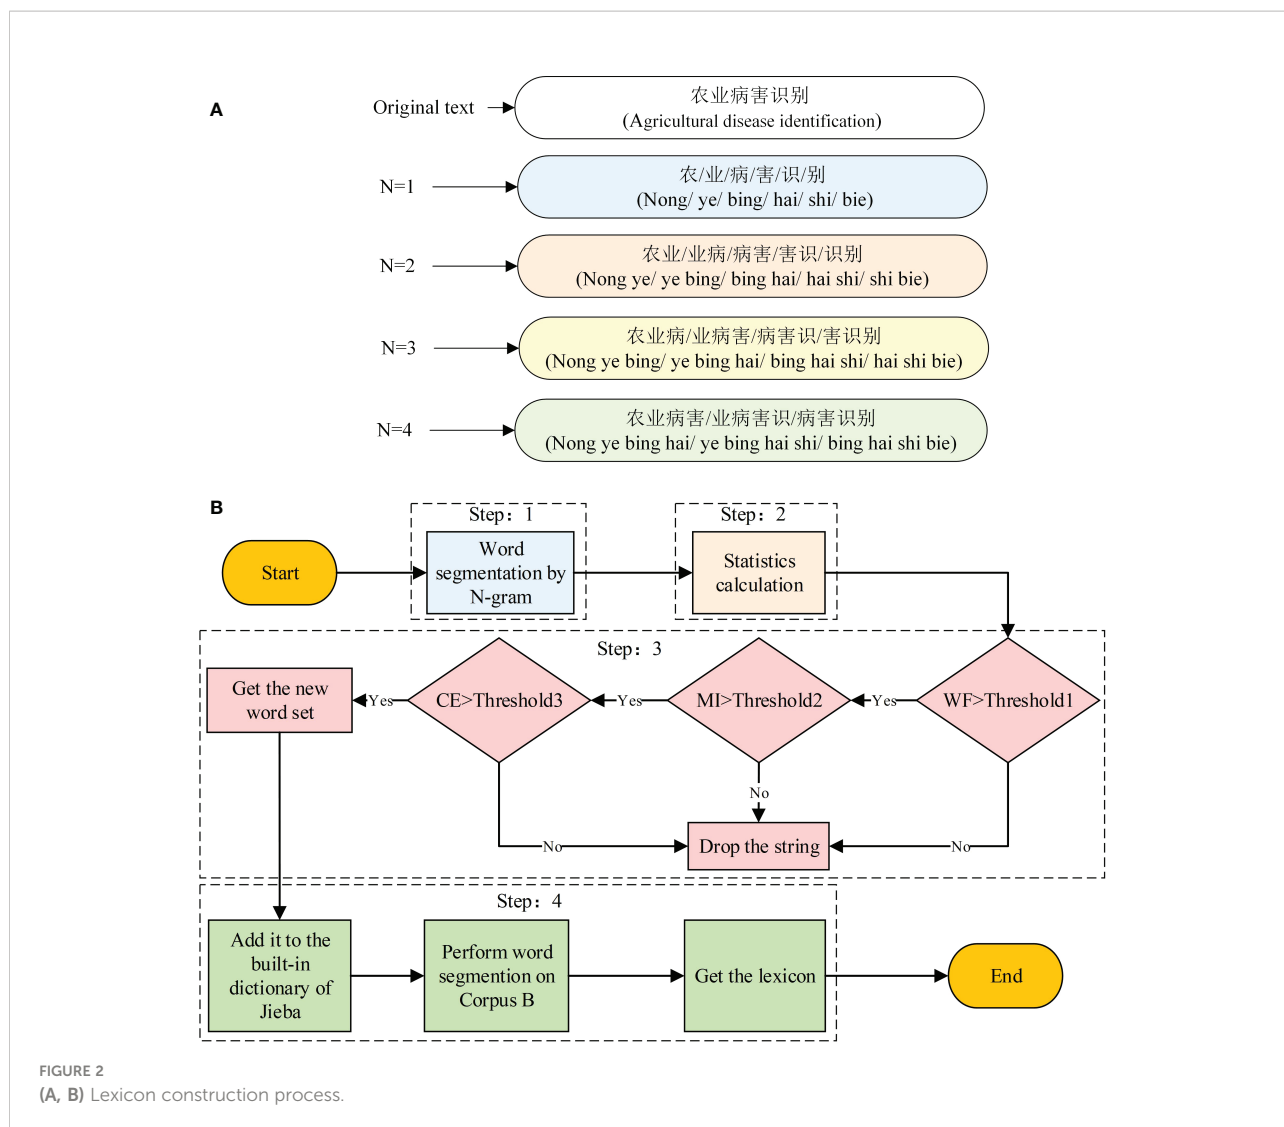 A
Original text
农业病害识别
(Agricultural disease identification)
N=1
农/业/病/害/识/别
(Nong/ ye/ bing/ hai/ shi/ bie)
N=2
农业/业病/病害/害识/识别
(Nong ye/ ye bing/ bing hai/ hai shi/ shi bie)
N=3
农业病/业病害/病害识/害识别
(Nong ye bing/ ye bing hai/ bing hai shi/ hai shi bie)
N=4
农业病害/业病害识/病害识别
(Nong ye bing hai/ ye bing hai shi/ bing hai shi bie)
B
Start
Step：1
Word
segmentation by
N-gram
Step：2
Statistics
calculation
Step：3
WF>Threshold1
Yes
MI>Threshold2
Yes
CE>Threshold3
Yes
Get the new
word set
No
No
No
Drop the string
Step：4
Add it to the
built-in
dictionary of
Jieba
Perform word
segmention on
Corpus B
Get the lexicon
End
FIGURE 2
(A, B) Lexicon construction process.